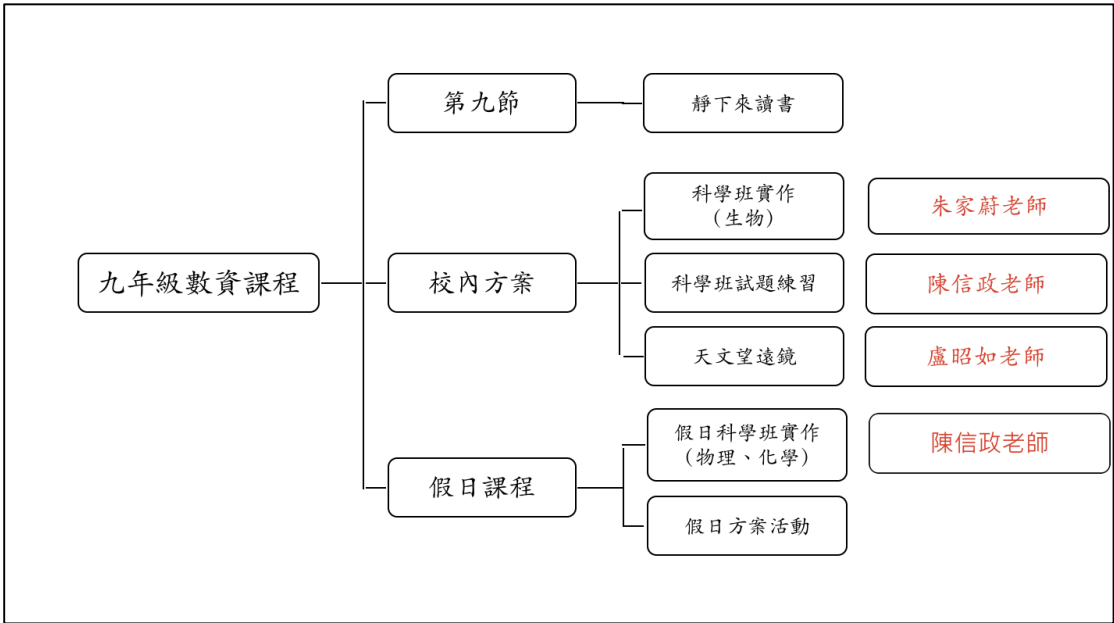 第九節
靜下來讀書
科學班實作
(生物)
朱家蔚老師
九年級數資課程
校內方案
科學班試題練習
陳信政老師
天文望遠鏡
盧昭如老師
假日科學班實作
(物理、化學)
陳信政老師
假日課程
假日方案活動